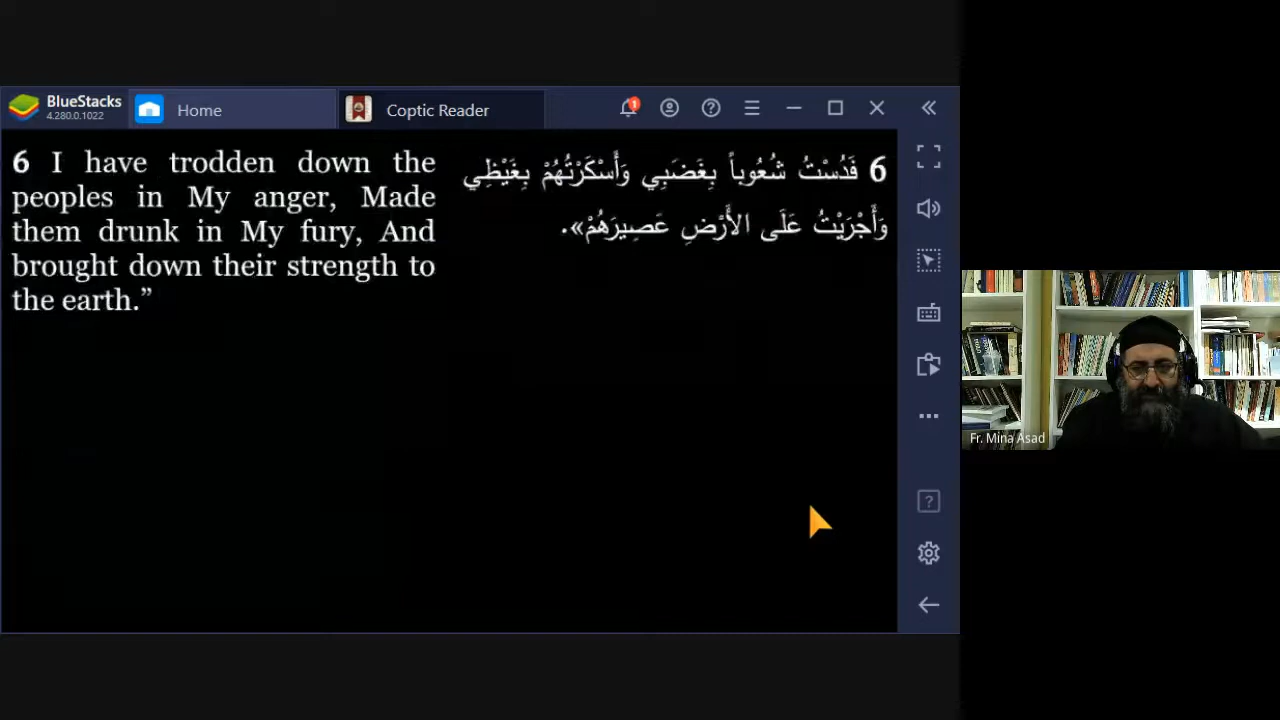 BlueStacks
4.280.0.1022
Home
Coptic Reader
1
6 I have trodden down the
peoples in My anger, Made
them drunk in My fury, And
brought down their strength to
the earth.”
6 فَدُسْتُ شُعُوباً بِغَضَبِي وَأَسْكَرْتُهُمْ بِغَيْظِي
وَأَجْرَيْتُ عَلَى الأَرْضِ عَصِيرَهُمْ».
Fr. Mina Asad